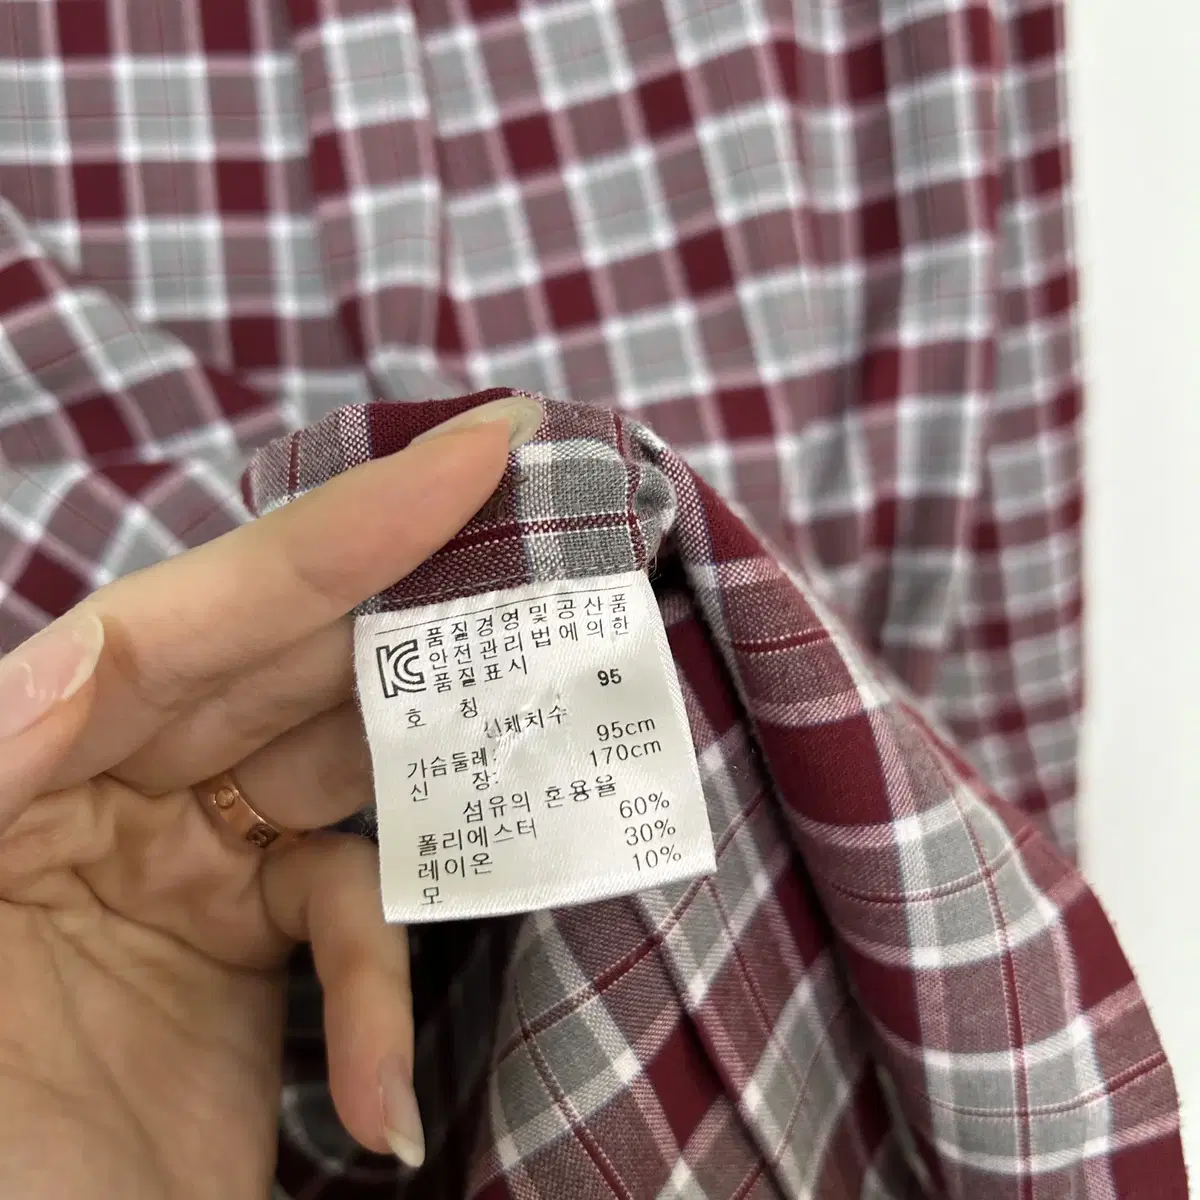 KC 품질경영및공산품
안전관리법에의한
품질표시
호 칭 95
신체치수
가슴둘레: 95cm
신 장: 170cm
섬유의 혼용율
폴리에스터 60%
레이온 30%
모 10%